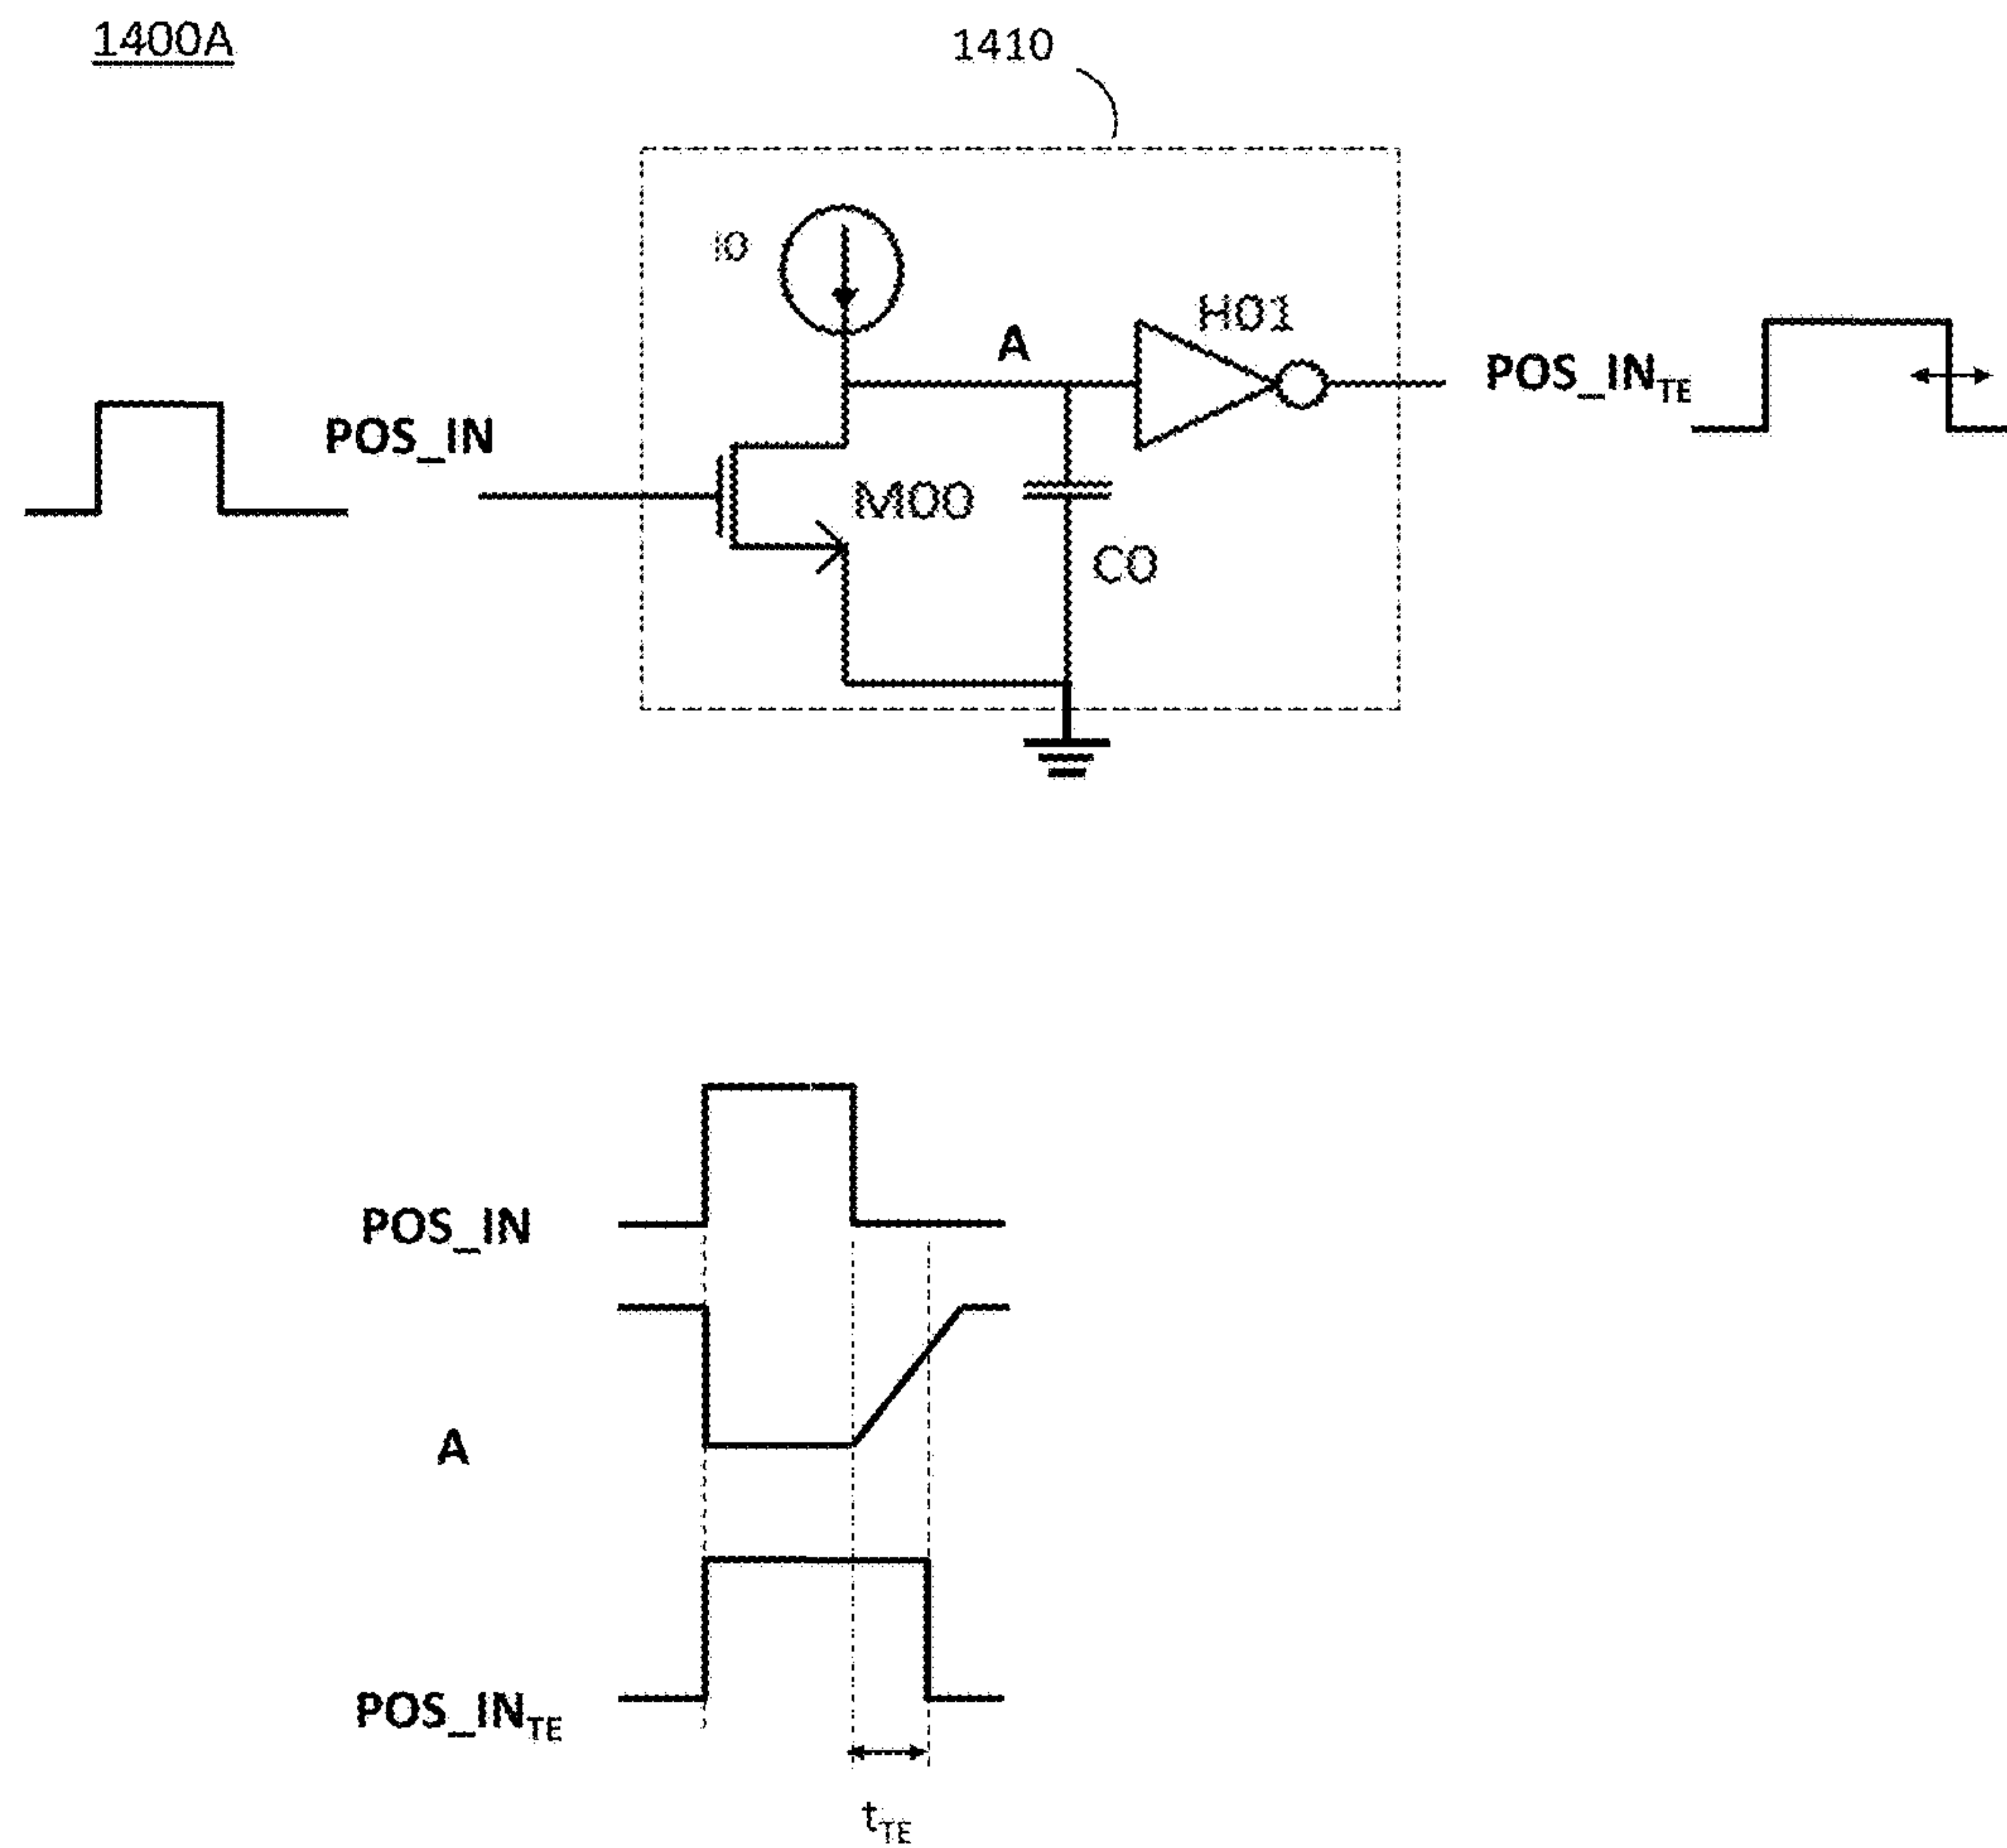 1400A
1410
I0
A
H01
POS_IN
M00
C0
POS_INTE
POS_IN
A
POS_INTE
tTE